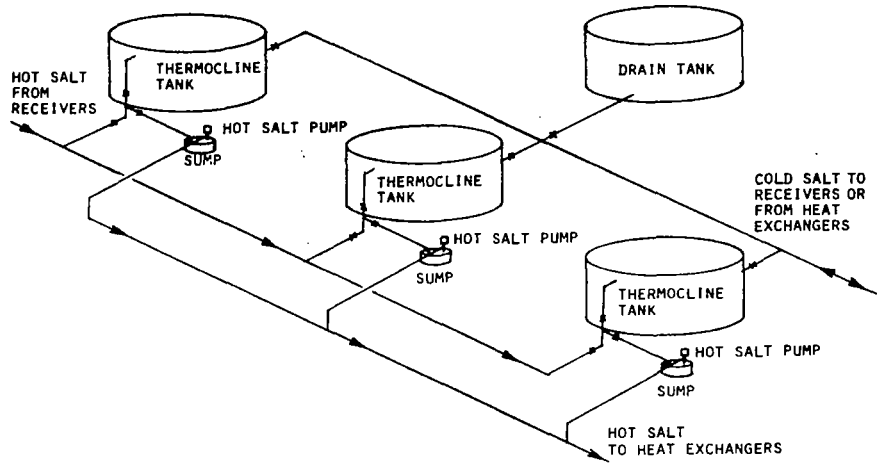 HOT SALT
FROM
RECEIVERS
THERMOCLINE
TANK
HOT SALT PUMP
SUMP
DRAIN TANK
THERMOCLINE
TANK
HOT SALT PUMP
SUMP
COLD SALT TO
RECEIVERS OR
FROM HEAT
EXCHANGERS
THERMOCLINE
TANK
HOT SALT PUMP
SUMP
HOT SALT
TO HEAT EXCHANGERS